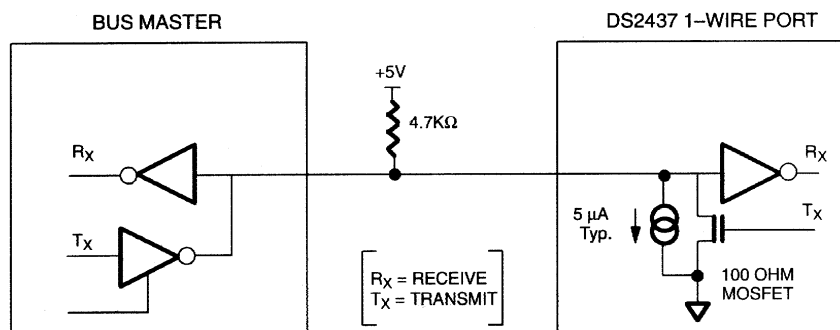 BUS MASTER
DS2437 1–WIRE PORT
+5V
4.7KΩ
RX
RX
TX
5 µA
Typ.
TX
RX = RECEIVE
TX = TRANSMIT
100 OHM
MOSFET